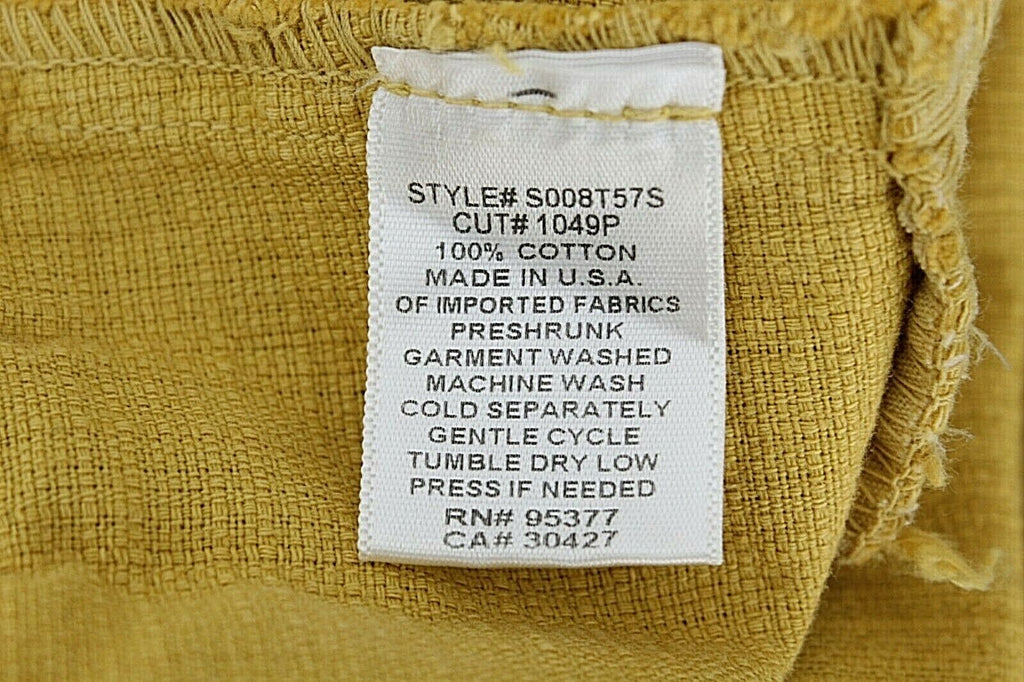 STYLE# S008T57S
CUT# 1049P
100% COTTON
MADE IN U.S.A.
OF IMPORTED FABRICS
PRESHRUNK
GARMENT WASHED
MACHINE WASH
COLD SEPARATELY
GENTLE CYCLE
TUMBLE DRY LOW
PRESS IF NEEDED
RN# 95377
CA# 30427